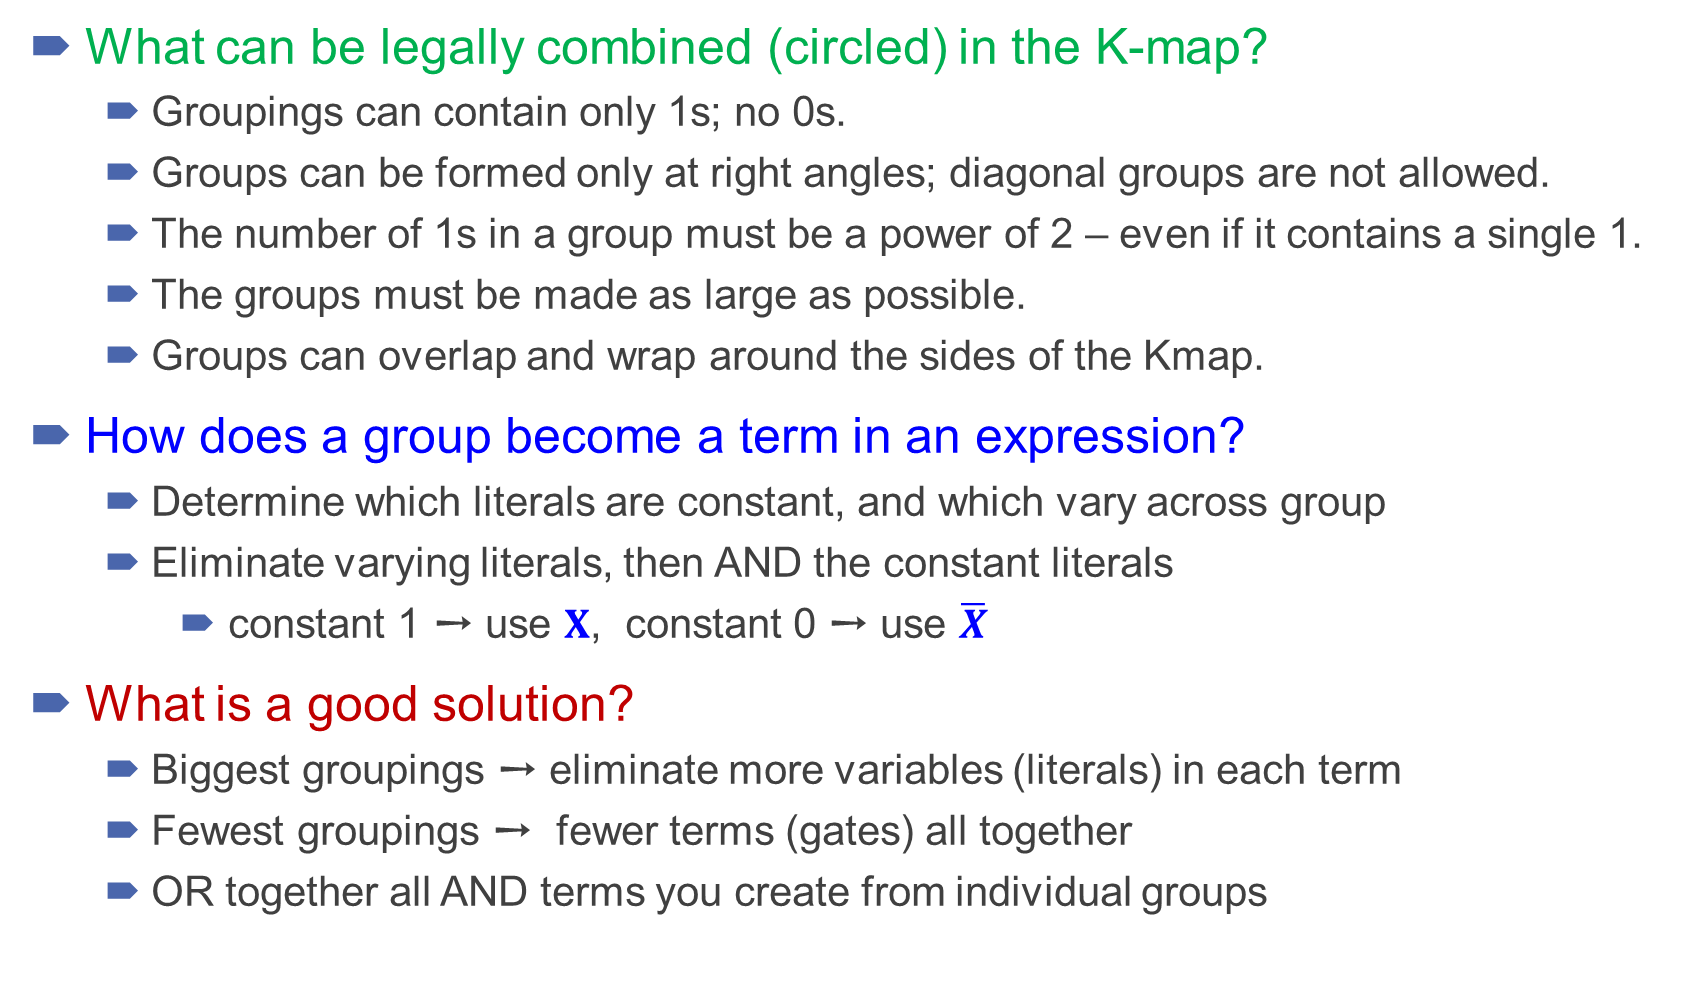 What can be legally combined (circled) in the K-map?
Groupings can contain only 1s; no 0s.
Groups can be formed only at right angles; diagonal groups are not allowed.
The number of 1s in a group must be a power of 2 – even if it contains a single 1.
The groups must be made as large as possible.
Groups can overlap and wrap around the sides of the Kmap.
How does a group become a term in an expression?
Determine which literals are constant, and which vary across group
Eliminate varying literals, then AND the constant literals
constant 1 → use X, constant 0 → use X̅
What is a good solution?
Biggest groupings → eliminate more variables (literals) in each term
Fewest groupings → fewer terms (gates) all together
OR together all AND terms you create from individual groups